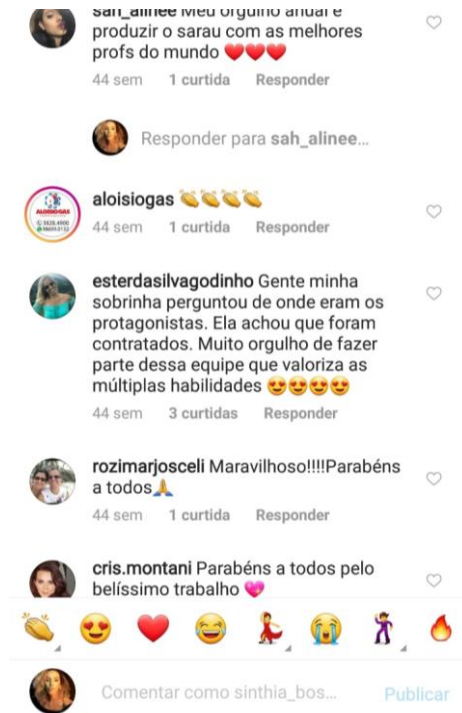 sah_alinee Meu orgulho anual é
produzir o sarau com as melhores
profs do mundo ❤️❤️❤️
44 sem 1 curtida Responder
Responder para sah_alinee...
aloisiogas 👏👏👏👏
ALOISIOGAS
44 sem 1 curtida Responder
esterdasilvagodinho Gente minha
sobrinha perguntou de onde eram os
protagonistas. Ela achou que foram
contratados. Muito orgulho de fazer
parte dessa equipe que valoriza as
múltiplas habilidades 😍😍😍😍
44 sem 3 curtidas Responder
rozimarjosceli Maravilhoso!!!!Parabéns
a todos🙏
44 sem 1 curtida Responder
cris.montani Parabéns a todos pelo
belíssimo trabalho 💖
👏 😍 ❤️ 😂 💃 😭 🕺 🔥
Comentar como sinthia_bos... Publicar